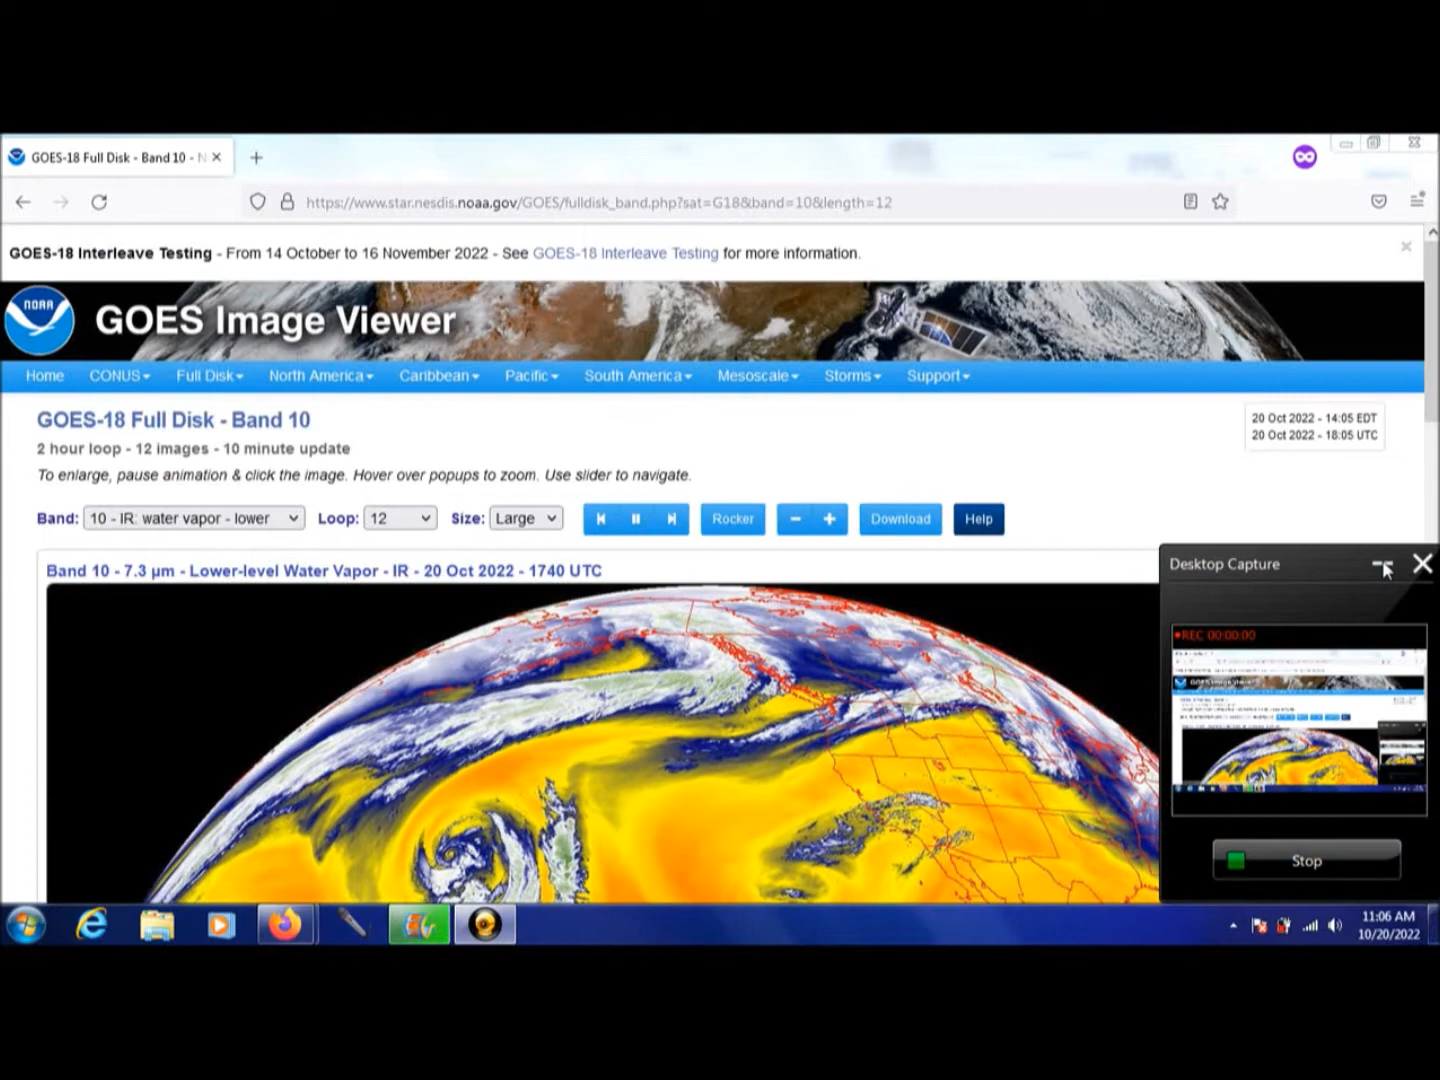 GOES-18 Full Disk - Band 10 - N
https://www.star.nesdis.noaa.gov/GOES/fulldisk_band.php?sat=G18&band=10&length=12
GOES-18 Interleave Testing - From 14 October to 16 November 2022 - See GOES-18 Interleave Testing for more information.
NOAA
GOES Image Viewer
Home CONUS Full Disk North America Caribbean Pacific South America Mesoscale Storms Support
GOES-18 Full Disk - Band 10
20 Oct 2022 - 14:05 EDT
20 Oct 2022 - 18:05 UTC
2 hour loop - 12 images - 10 minute update
To enlarge, pause animation & click the image. Hover over popups to zoom. Use slider to navigate.
Band: 10 - IR: water vapor - lower Loop: 12 Size: Large Rocker Download Help
Band 10 - 7.3 µm - Lower-level Water Vapor - IR - 20 Oct 2022 - 1740 UTC
Desktop Capture
REC 00:00:00
GOES Image Viewer
Stop
11:06 AM
10/20/2022